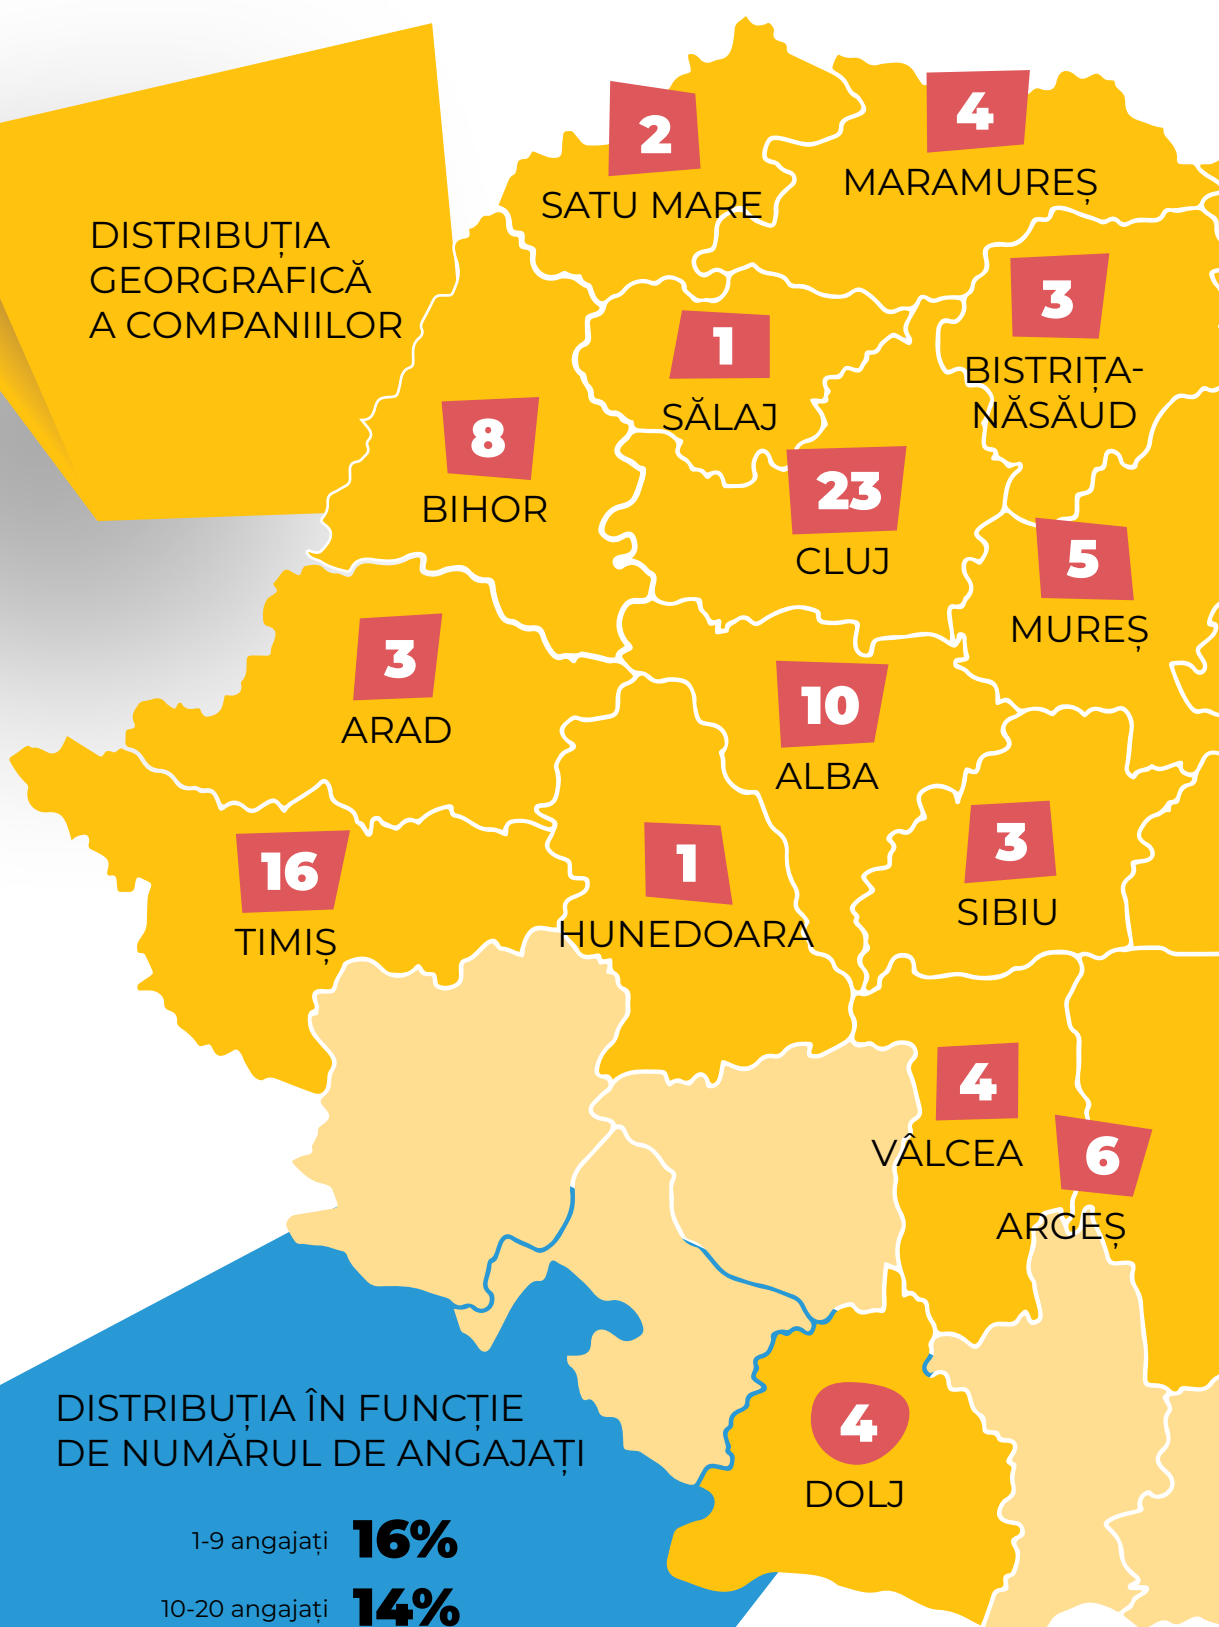 DISTRIBUȚIA
GEORGRAFICĂ
A COMPANIILOR
2
SATU MARE
4
MARAMUREȘ
3
BISTRIȚA-
NĂSĂUD
1
SĂLAJ
8
BIHOR
23
CLUJ
5
MUREȘ
3
ARAD
10
ALBA
16
TIMIȘ
1
HUNEDOARA
3
SIBIU
4
VÂLCEA
6
ARGEȘ
4
DOLJ
DISTRIBUȚIA ÎN FUNCȚIE
DE NUMĂRUL DE ANGAJAȚI
1-9 angajați 16%
10-20 angajați 14%